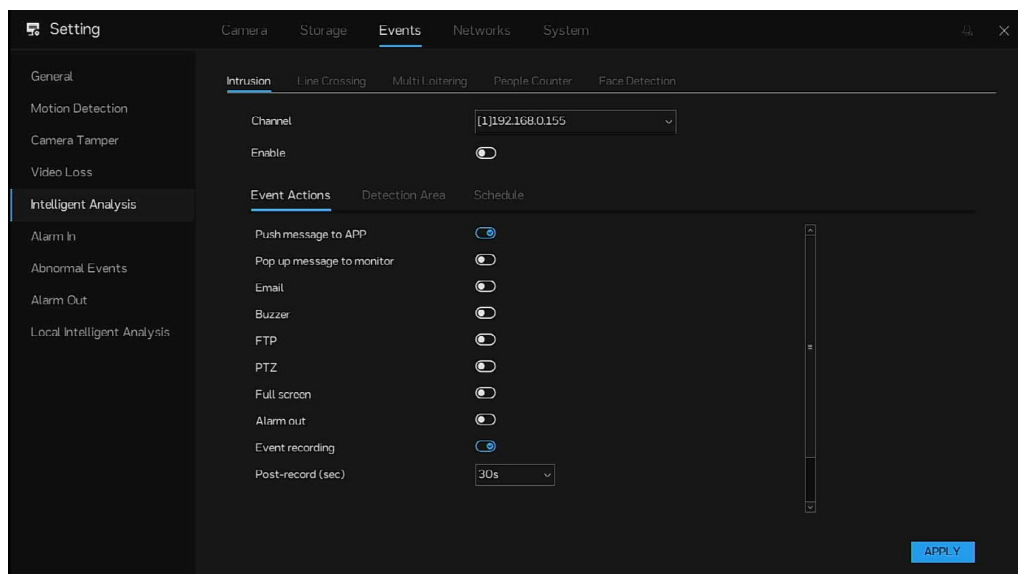 Setting
Camera Storage Events Networks System
General
Motion Detection
Camera Tamper
Video Loss
Intelligent Analysis
Alarm In
Abnormal Events
Alarm Out
Local Intelligent Analysis
Intrusion Line Crossing Multi Loitering People Counter Face Detection
Channel [1]192.168.0.155
Enable
Event Actions Detection Area Schedule
Push message to APP
Pop up message to monitor
Email
Buzzer
FTP
PTZ
Full screen
Alarm out
Event recording
Post-record (sec) 30s
APPLY